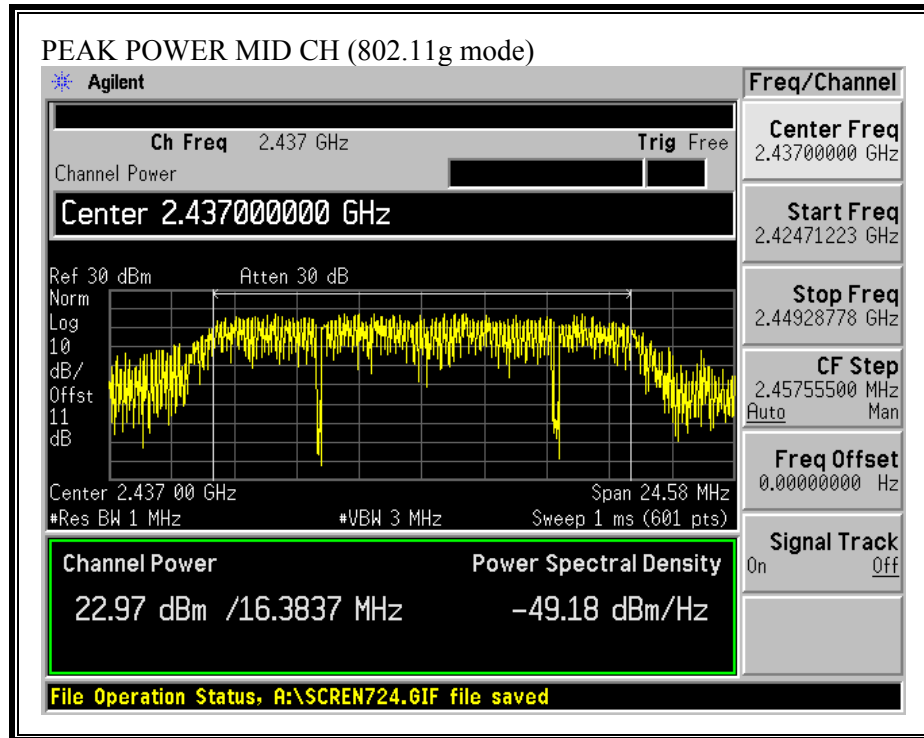 PEAK POWER MID CH (802.11g mode)
Agilent
Freq/Channel
Ch Freq 2.437 GHz Trig Free
Channel Power
Center 2.437000000 GHz
Ref 30 dBm Atten 30 dB
Norm
Log
10
dB/
Offst
11
dB
Center 2.437 00 GHz Span 24.58 MHz
#Res BW 1 MHz #VBW 3 MHz Sweep 1 ms (601 pts)
Channel Power Power Spectral Density
22.97 dBm /16.3837 MHz -49.18 dBm/Hz
File Operation Status, A:\SCREN724.GIF file saved
Center Freq
2.43700000 GHz
Start Freq
2.42471223 GHz
Stop Freq
2.44928778 GHz
CF Step
2.45755500 MHz
Auto Man
Freq Offset
0.00000000 Hz
Signal Track
On Off